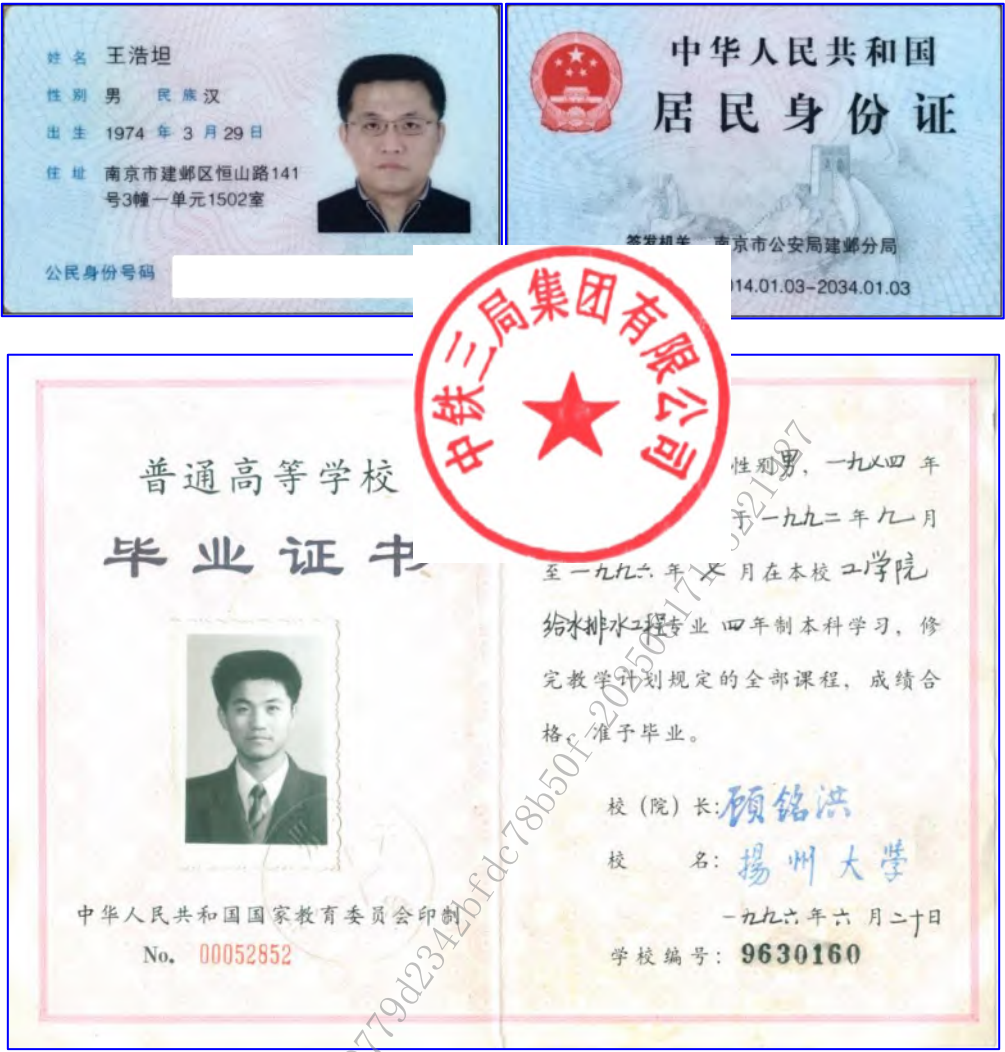 姓名 王浩坦
性别 男 民族 汉
出生 1974 年 3 月 29 日
住址 南京市建邺区恒山路141
号3幢一单元1502室
公民身份号码
中华人民共和国
居民身份证
签发机关 南京市公安局建邺分局
14.01.03-2034.01.03
中铁三局集团有限公司
普通高等学校
毕业证书
中华人民共和国国家教育委员会印制
No. 00052852
性别男，一九七四 年
于一九九二年九月
至一九九六年 七 月在本校 工学院
给水排水工程专业 四年制本科学习，修
完教学计划规定的全部课程，成绩合
格，准予毕业。
校（院）长：顾铭洪
校 名：揚州大学
一九九六年六月二十日
学校编号：9630160